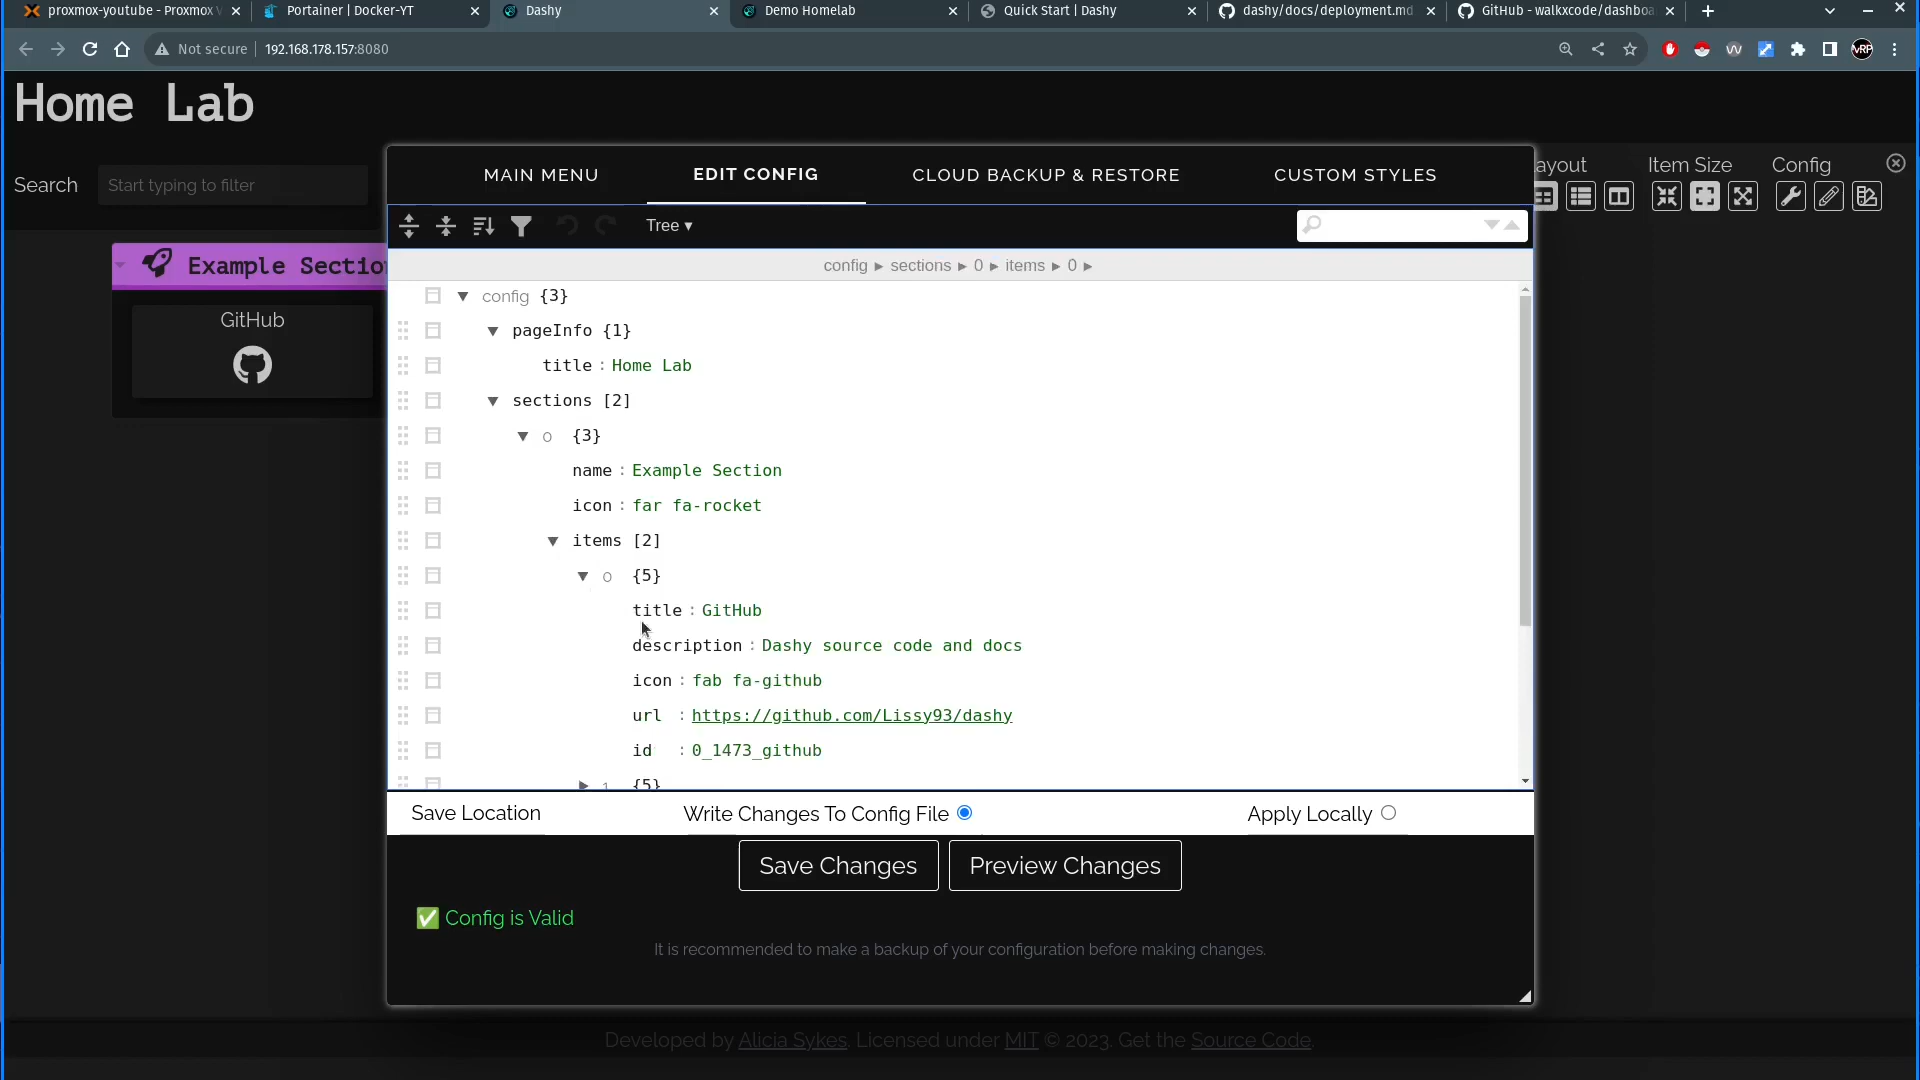 proxmox-youtube - Proxmox V
Portainer | Docker-YT
Dashy
Demo Homelab
Quick Start | Dashy
dashy/docs/deployment.md
GitHub - walkxcode/dashboa
Not secure
192.168.178.157:8080
VRP
Home Lab
Search
Start typing to filter
ayout
Item Size
Config
MAIN MENU
EDIT CONFIG
CLOUD BACKUP & RESTORE
CUSTOM STYLES
Tree ▾
config ► sections ► 0 ► items ► 0 ►
Example Section
GitHub
config {3}
pageInfo {1}
title : Home Lab
sections [2]
0 {3}
name : Example Section
icon : far fa-rocket
items [2]
0 {5}
title : GitHub
description : Dashy source code and docs
icon : fab fa-github
url : https://github.com/Lissy93/dashy
id : 0_1473_github
1 {5}
Save Location
Write Changes To Config File
Apply Locally
Save Changes
Preview Changes
✅ Config is Valid
It is recommended to make a backup of your configuration before making changes.
Developed by Alicia Sykes. Licensed under MIT © 2023. Get the Source Code.